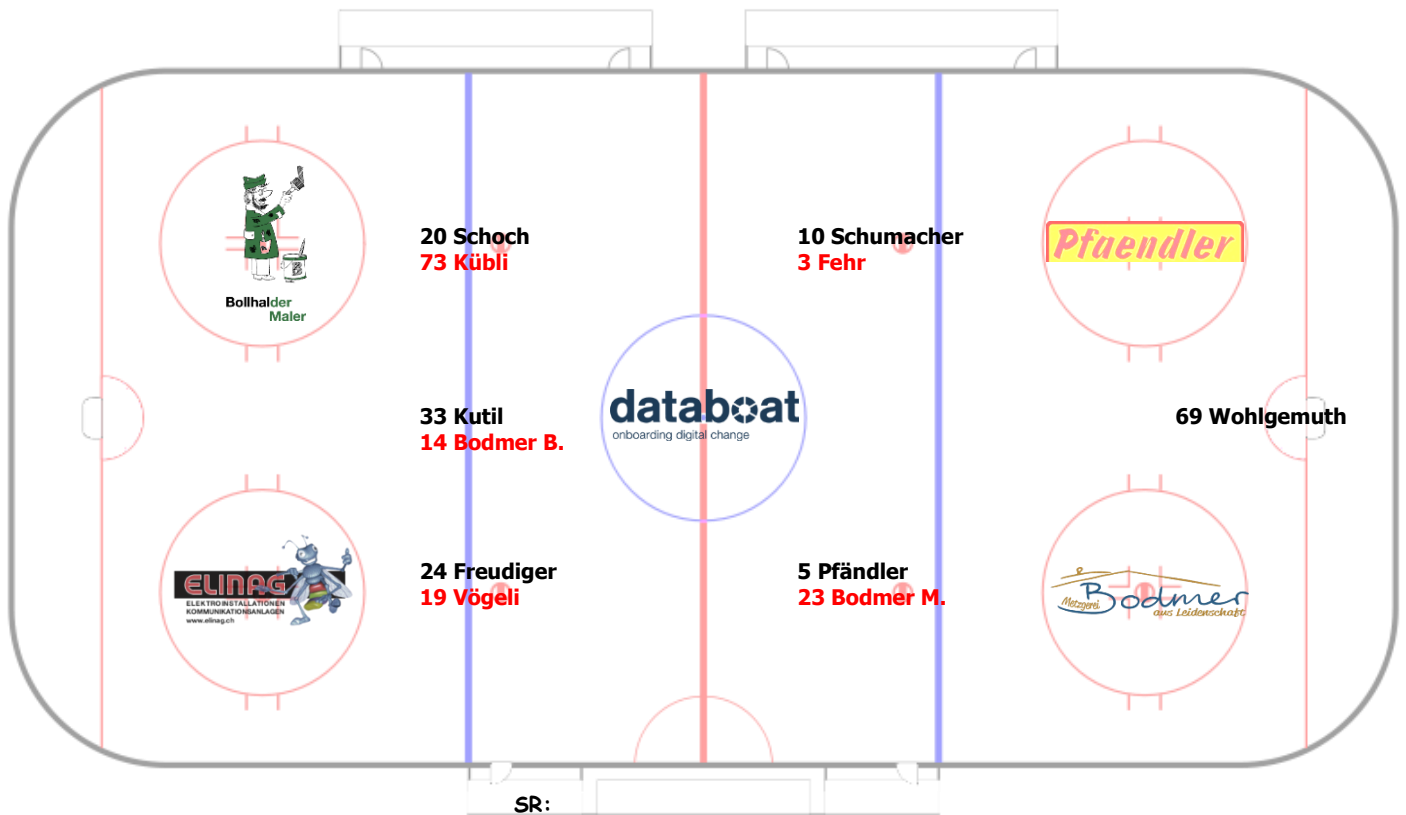 20 Schoch
73 Kübli
10 Schumacher
3 Fehr
Pfaendler
Bollhalder
Maler
33 Kutil
14 Bodmer B.
databoat
onboarding digital change
69 Wohlgemuth
24 Freudiger
19 Vögeli
5 Pfändler
23 Bodmer M.
ELINAG
ELEKTROINSTALLATIONEN
KOMMUNIKATIONSANLAGEN
www.elinag.ch
Metzgerei
Bodmer
aus Leidenschaft
SR: